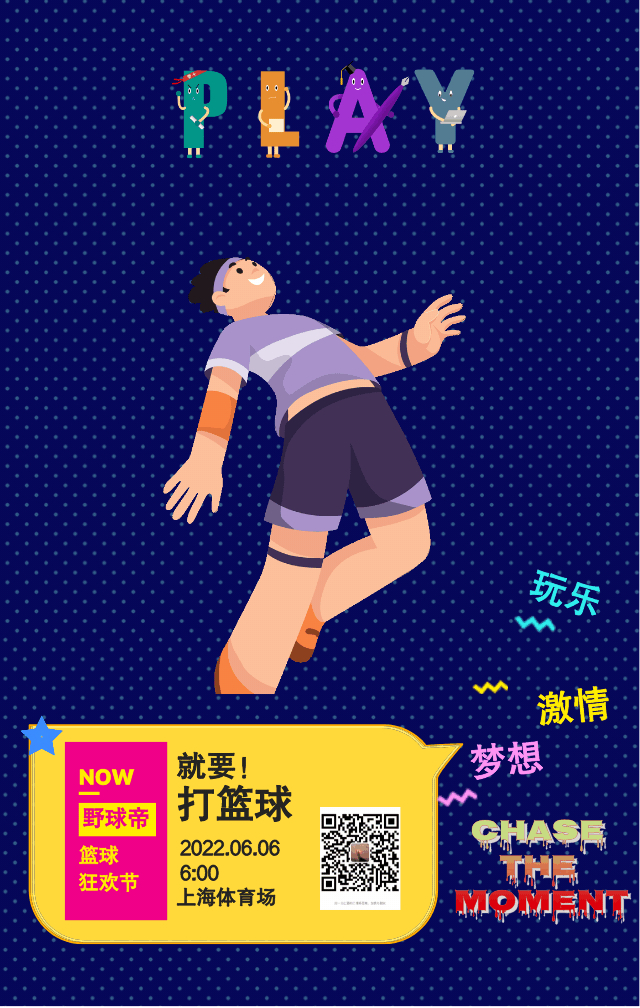 PLAY
玩乐
激情
梦想
NOW
野球帝
篮球
狂欢节
就要！
打篮球
2022.06.06
6:00
上海体育场
CHASE
THE
MOMENT